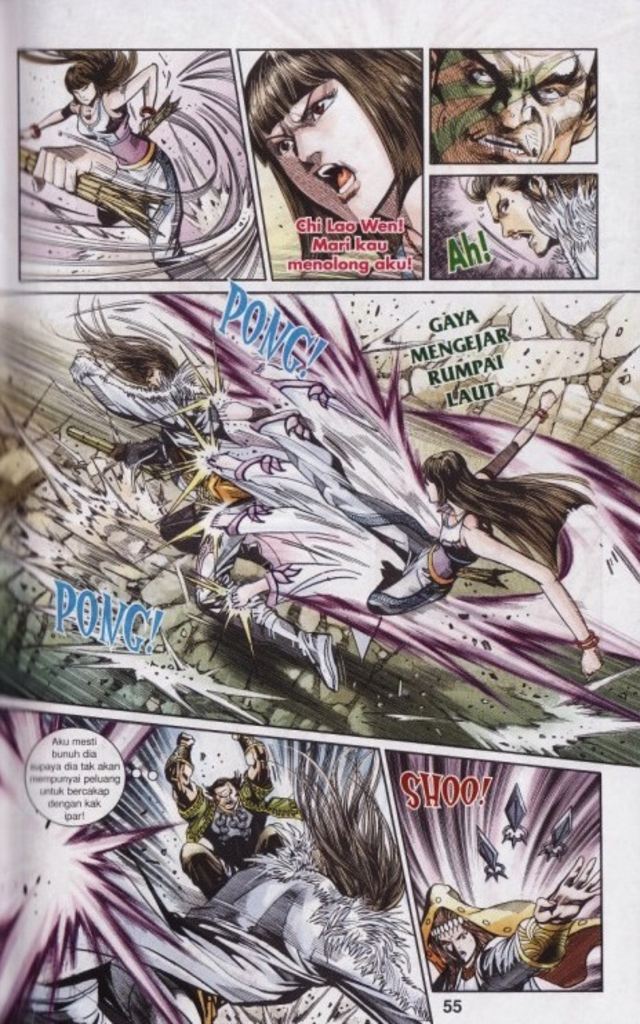 Chi Lao Wen!
Mari kau
menolong aku!
Ah!
PONG!
GAYA
MENGEJAR
RUMPAI
LAUT
PONG!
Aku mesti
bunuh dia
supaya dia tak akan
mempunyai peluang
untuk bercakap
dengan kak
ipar!
SHOO!
55